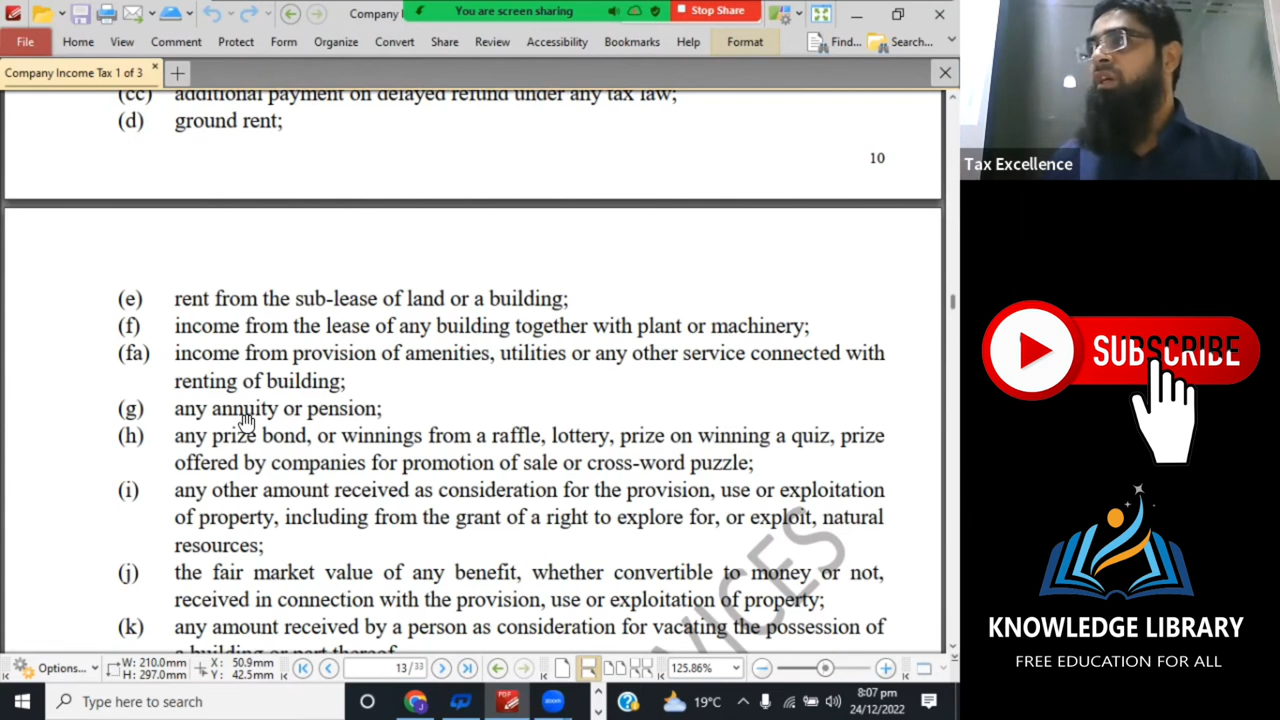 Company I
You are screen sharing
Stop Share
File
Home
View
Comment
Protect
Form
Organize
Convert
Share
Review
Accessibility
Bookmarks
Help
Format
Find...
Search...
Company Income Tax 1 of 3
(cc) additional payment on delayed refund under any tax law;
(d) ground rent;
10
(e) rent from the sub-lease of land or a building;
(f) income from the lease of any building together with plant or machinery;
(fa) income from provision of amenities, utilities or any other service connected with
renting of building;
(g) any annuity or pension;
(h) any prize bond, or winnings from a raffle, lottery, prize on winning a quiz, prize
offered by companies for promotion of sale or cross-word puzzle;
(i) any other amount received as consideration for the provision, use or exploitation
of property, including from the grant of a right to explore for, or exploit, natural
resources;
(j) the fair market value of any benefit, whether convertible to money or not,
received in connection with the provision, use or exploitation of property;
(k) any amount received by a person as consideration for vacating the possession of
a building or part thereof
VICES
Options...
W: 210.0mm
H: 297.0mm
X: 50.9mm
Y: 42.5mm
13 / 33
125.86%
Type here to search
PDF
zoom
19°C
8:07 pm
24/12/2022
Tax Excellence
SUBSCRIBE
KNOWLEDGE LIBRARY
FREE EDUCATION FOR ALL